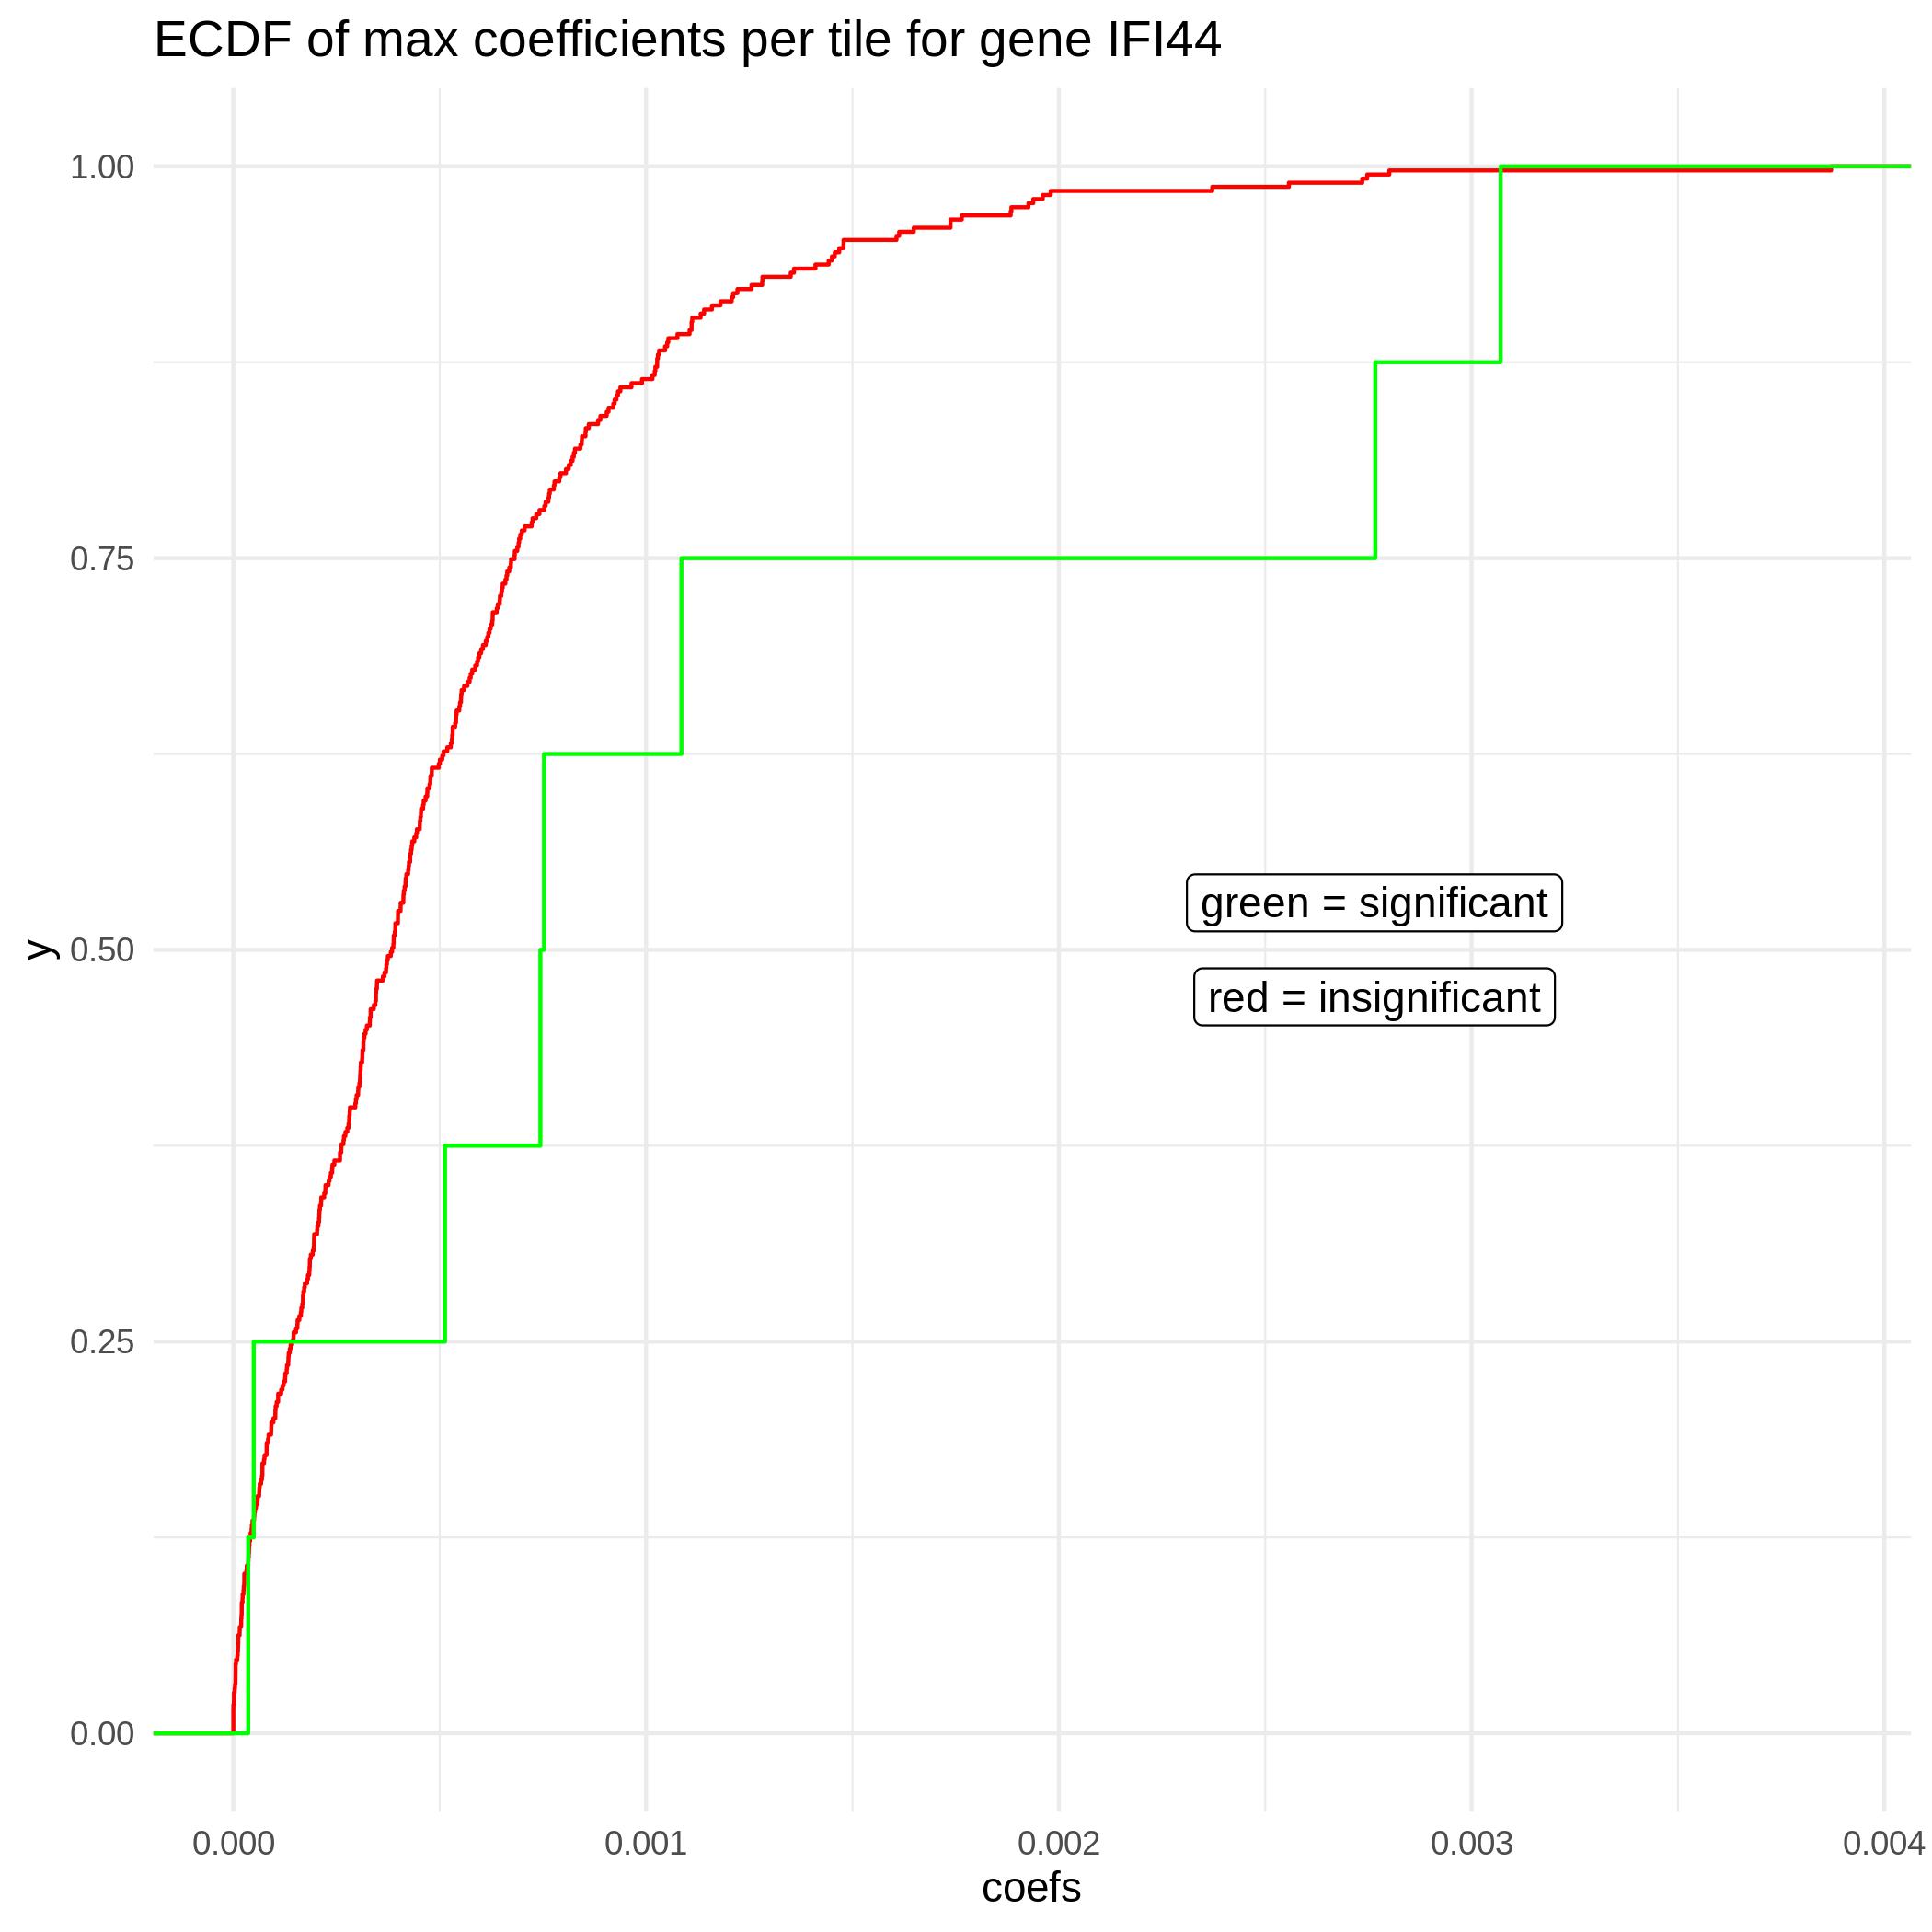 ECDF of max coefficients per tile for gene IFI44
1.00
0.75
0.50
0.25
0.00
y
green = significant
red = insignificant
0.000 0.001 0.002 0.003 0.004
coefs